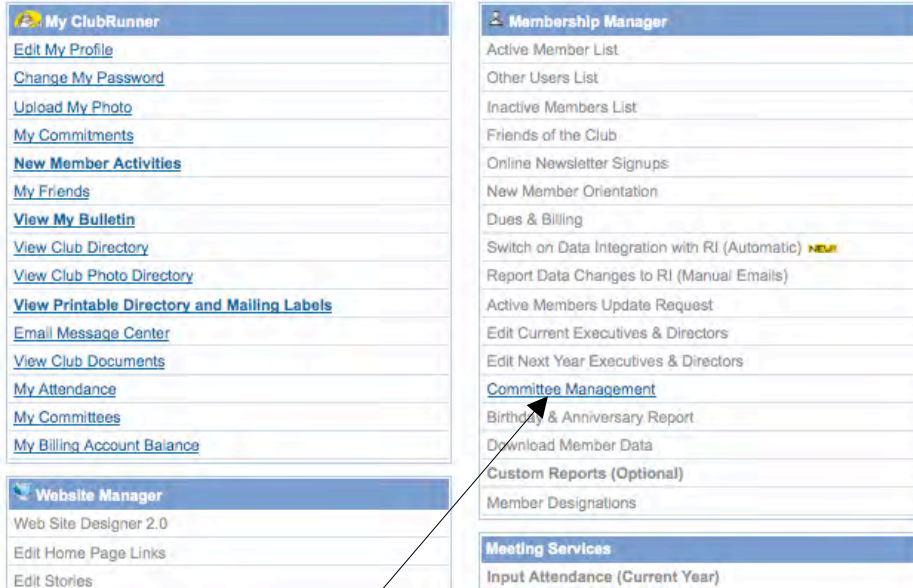 My ClubRunner
Edit My Profile
Change My Password
Upload My Photo
My Commitments
New Member Activities
My Friends
View My Bulletin
View Club Directory
View Club Photo Directory
View Printable Directory and Mailing Labels
Email Message Center
View Club Documents
My Attendance
My Committees
My Billing Account Balance
Website Manager
Web Site Designer 2.0
Edit Home Page Links
Edit Stories
Membership Manager
Active Member List
Other Users List
Inactive Members List
Friends of the Club
Online Newsletter Signups
New Member Orientation
Dues & Billing
Switch on Data Integration with RI (Automatic) NEW!
Report Data Changes to RI (Manual Emails)
Active Members Update Request
Edit Current Executives & Directors
Edit Next Year Executives & Directors
Committee Management
Birthday & Anniversary Report
Download Member Data
Custom Reports (Optional)
Member Designations
Meeting Services
Input Attendance (Current Year)